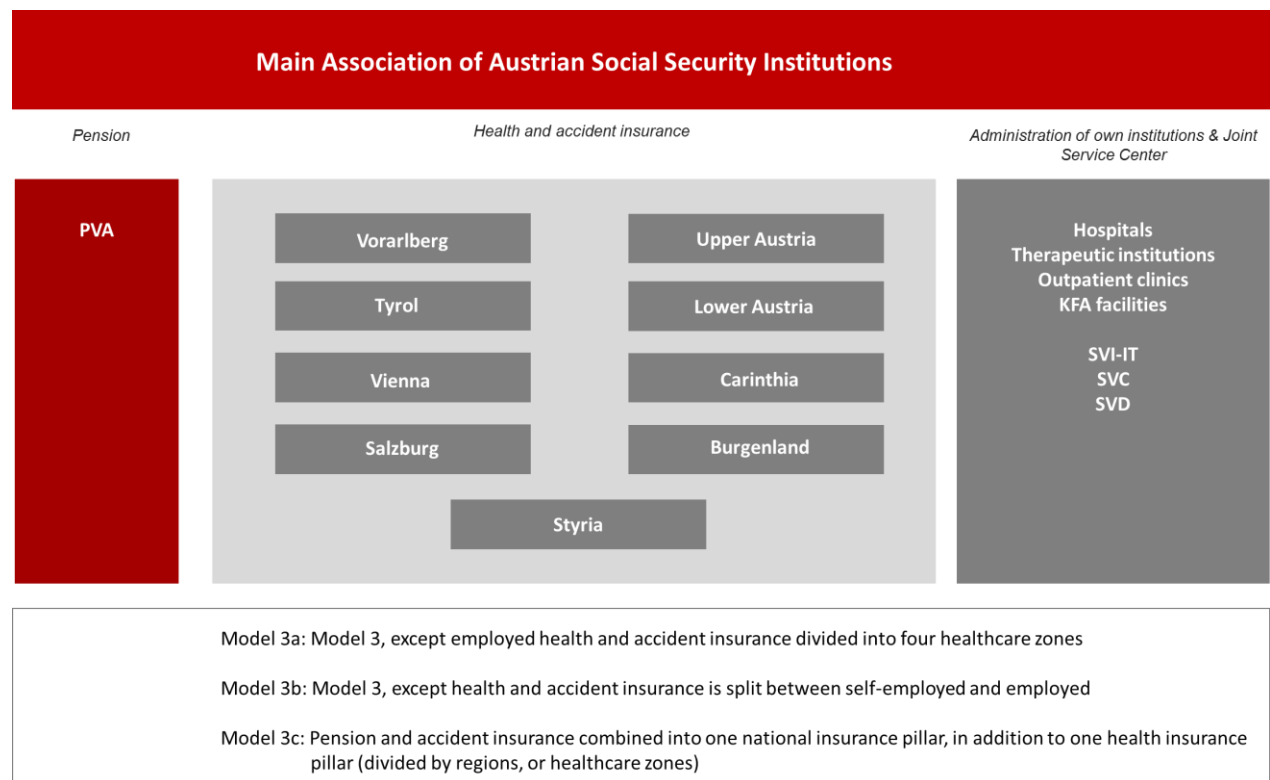 Main Association of Austrian Social Security Institutions
Pension
Health and accident insurance
Administration of own institutions & Joint
Service Center
PVA
Vorarlberg
Upper Austria
Tyrol
Lower Austria
Vienna
Carinthia
Salzburg
Burgenland
Styria
Hospitals
Therapeutic institutions
Outpatient clinics
KFA facilities
SVI-IT
SVC
SVD
Model 3a: Model 3, except employed health and accident insurance divided into four healthcare zones
Model 3b: Model 3, except health and accident insurance is split between self-employed and employed
Model 3c: Pension and accident insurance combined into one national insurance pillar, in addition to one health insurance
pillar (divided by regions, or healthcare zones)